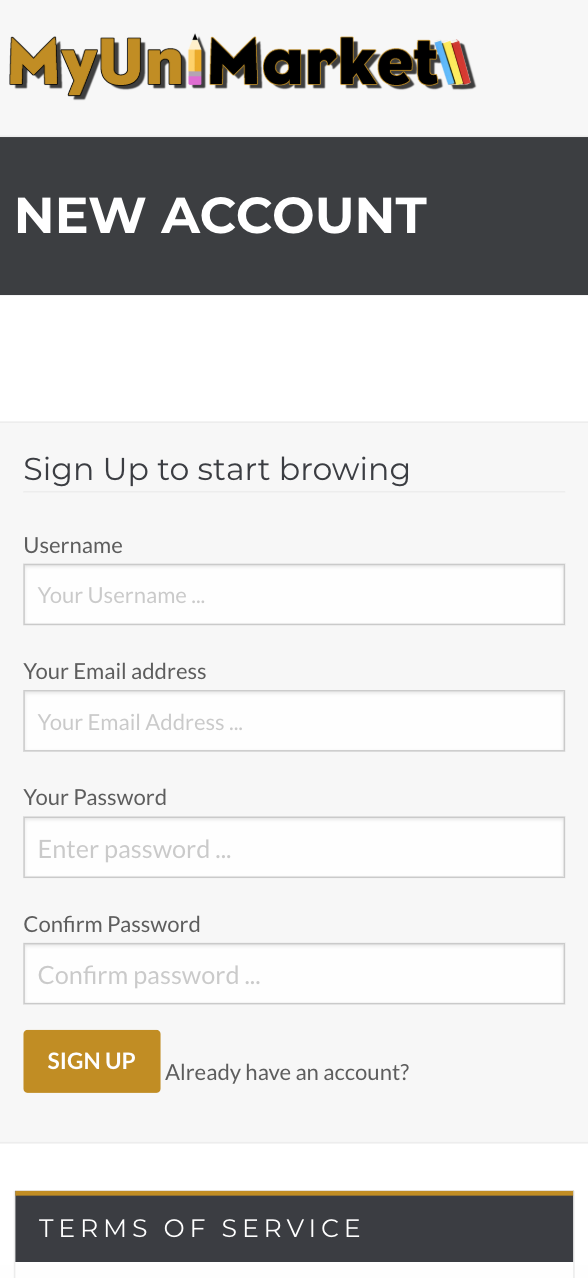 MyUniMarket
NEW ACCOUNT
Sign Up to start browing
Username
Your Username ...
Your Email address
Your Email Address ...
Your Password
Enter password ...
Confirm Password
Confirm password ...
SIGN UP Already have an account?
TERMS OF SERVICE